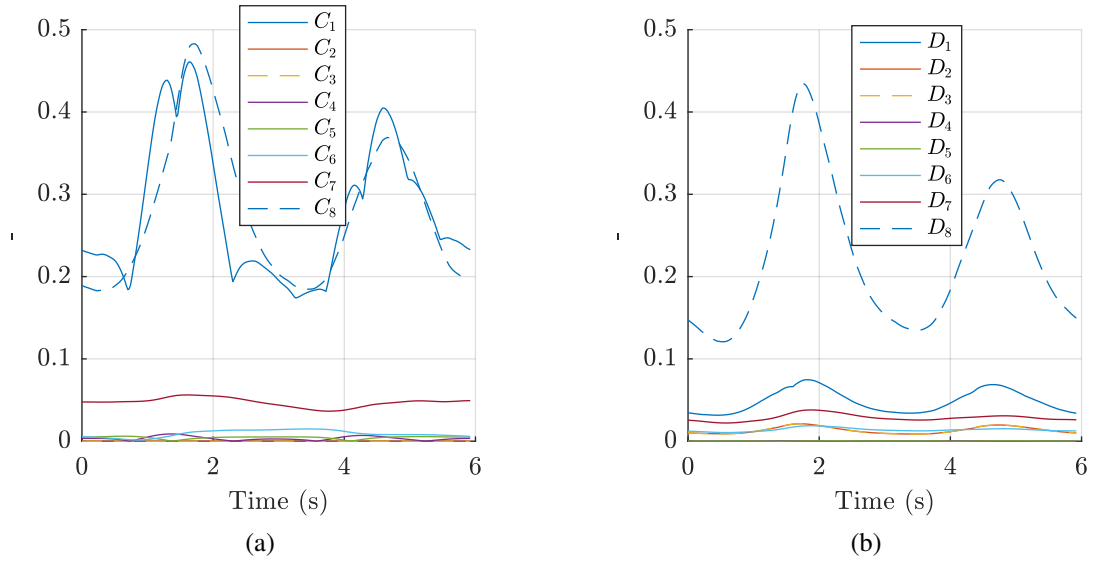 0.5
0.4
0.3
0.2
0.1
0
-
0 2 4 6
Time (s)
C₁
C₂
C₃
C₄
C₅
C₆
C₇
C₈
(a)
0.5
0.4
0.3
0.2
0.1
0
-
0 2 4 6
Time (s)
D₁
D₂
D₃
D₄
D₅
D₆
D₇
D₈
(b)